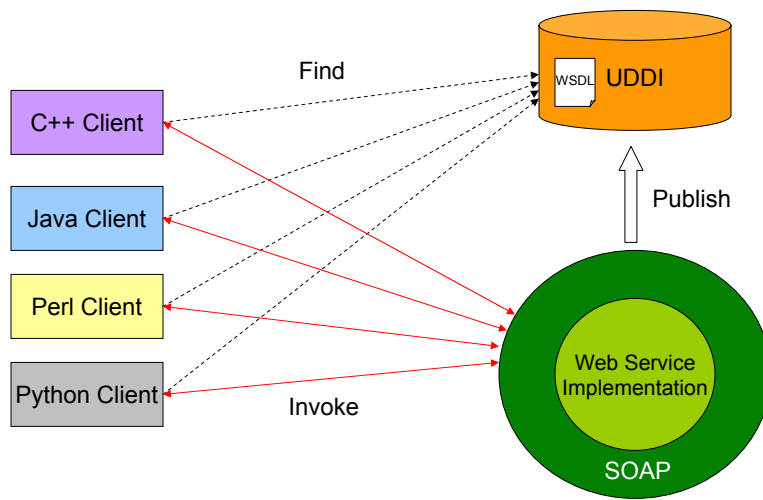 Find
WSDL
UDDI
C++ Client
Java Client
Publish
Perl Client
Python Client
Web Service
Implementation
Invoke
SOAP